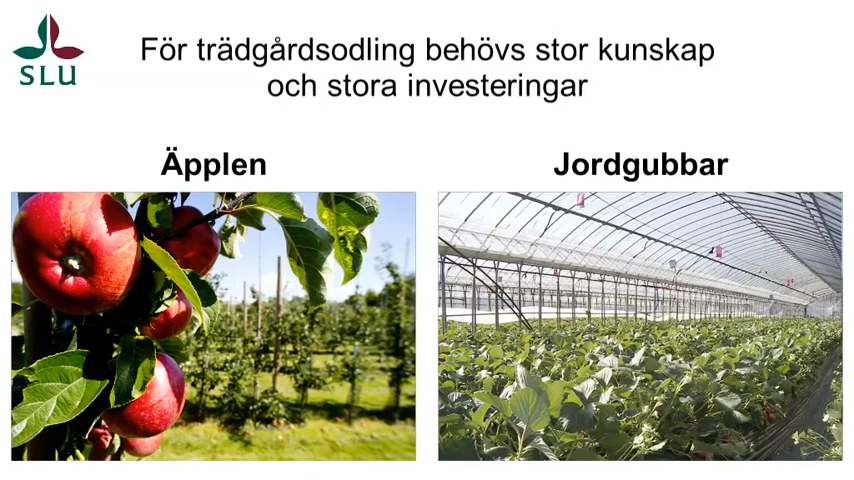 SLU
För trädgårdsodling behövs stor kunskap
och stora investeringar
Äpplen
Jordgubbar